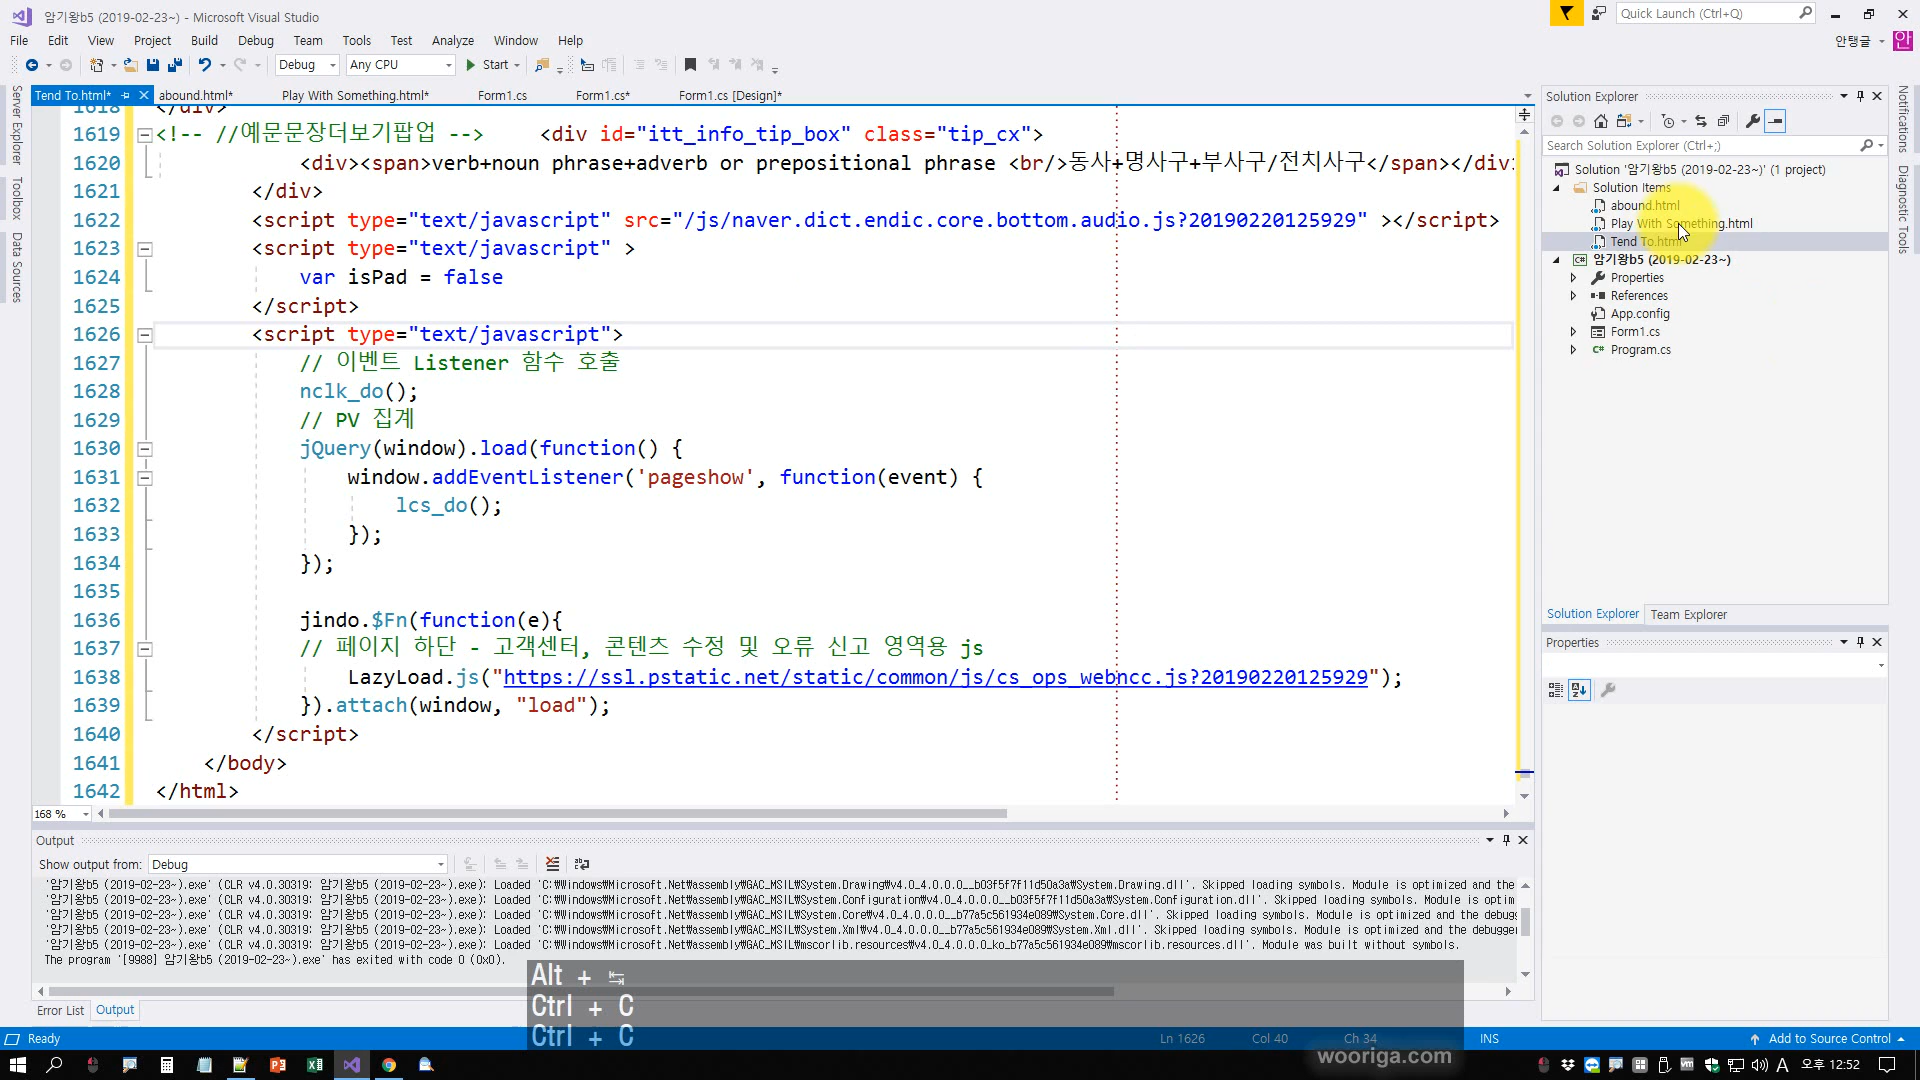 암기왕b5 (2019-02-23~) - Microsoft Visual Studio
Quick Launch (Ctrl+Q)
File Edit View Project Build Debug Team Tools Test Analyze Window Help
안탱글 안
Debug Any CPU Start
Tend To.html* abound.html* Play With Something.html* Form1.cs Form1.cs* Form1.cs [Design]*
Server Explorer
Toolbox
Data Sources
1618 </div>
1619 <!-- //예문문장더보기팝업 --> <div id="itt_info_tip_box" class="tip_cx">
1620 <div><span>verb+noun phrase+adverb or prepositional phrase <br/>동사+명사구+부사구/전치사구</span></div>
1621 </div>
1622 <script type="text/javascript" src="/js/naver.dict.endic.core.bottom.audio.js?20190220125929" ></script>
1623 <script type="text/javascript" >
1624 var isPad = false
1625 </script>
1626 <script type="text/javascript">
1627 // 이벤트 Listener 함수 호출
1628 nclk_do();
1629 // PV 집계
1630 jQuery(window).load(function() {
1631 window.addEventListener('pageshow', function(event) {
1632 lcs_do();
1633 });
1634 });
1635
1636 jindo.$Fn(function(e){
1637 // 페이지 하단 - 고객센터, 콘텐츠 수정 및 오류 신고 영역용 js
1638 LazyLoad.js("https://ssl.pstatic.net/static/common/js/cs_ops_webncc.js?20190220125929");
1639 }).attach(window, "load");
1640 </script>
1641 </body>
1642 </html>
168 %
Solution Explorer
Search Solution Explorer (Ctrl+;)
Solution '암기왕b5 (2019-02-23~)' (1 project)
Solution Items
abound.html
Play With Something.html
Tend To.html
암기왕b5 (2019-02-23~)
Properties
References
App.config
Form1.cs
Program.cs
Solution Explorer Team Explorer
Properties
Notifications
Diagnostic Tools
Output
Show output from: Debug
'암기왕b5 (2019-02-23~).exe' (CLR v4.0.30319: 암기왕b5 (2019-02-23~).exe): Loaded 'C:₩Windows₩Microsoft.Net₩assembly₩GAC_MSIL₩System.Drawing₩v4.0_4.0.0.0__b03f5f7f11d50a3a₩System.Drawing.dll'. Skipped loading symbols. Module is optimized and the
'암기왕b5 (2019-02-23~).exe' (CLR v4.0.30319: 암기왕b5 (2019-02-23~).exe): Loaded 'C:₩Windows₩Microsoft.Net₩assembly₩GAC_MSIL₩System.Configuration₩v4.0_4.0.0.0__b03f5f7f11d50a3a₩System.Configuration.dll'. Skipped loading symbols. Module is optim
'암기왕b5 (2019-02-23~).exe' (CLR v4.0.30319: 암기왕b5 (2019-02-23~).exe): Loaded 'C:₩Windows₩Microsoft.Net₩assembly₩GAC_MSIL₩System.Core₩v4.0_4.0.0.0__b77a5c561934e089₩System.Core.dll'. Skipped loading symbols. Module is optimized and the debugg
'암기왕b5 (2019-02-23~).exe' (CLR v4.0.30319: 암기왕b5 (2019-02-23~).exe): Loaded 'C:₩Windows₩Microsoft.Net₩assembly₩GAC_MSIL₩System.Xml₩v4.0_4.0.0.0__b77a5c561934e089₩System.Xml.dll'. Skipped loading symbols. Module is optimized and the debugger
'암기왕b5 (2019-02-23~).exe' (CLR v4.0.30319: 암기왕b5 (2019-02-23~).exe): Loaded 'C:₩Windows₩Microsoft.Net₩assembly₩GAC_MSIL₩mscorlib.resources₩v4.0_4.0.0.0_ko_b77a5c561934e089₩mscorlib.resources.dll'. Module was built without symbols.
The program '[9988] 암기왕b5 (2019-02-23~).exe' has exited with code 0 (0x0).
Alt + ↹
Ctrl + C
Ctrl + C
Error List Output
Ready Ln 1626 Col 40 Ch 34 INS Add to Source Control
wooriga.com
A 오후 12:52